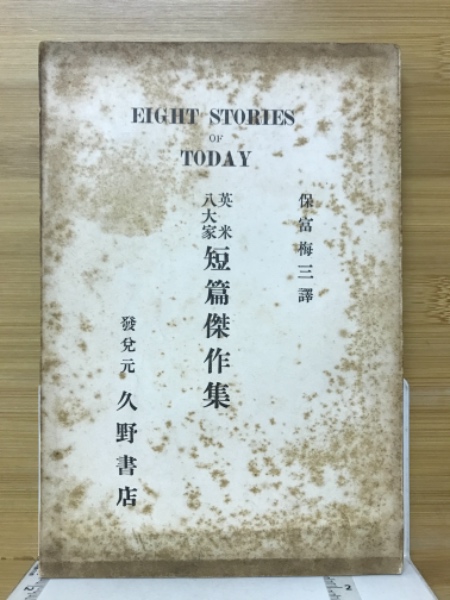 EIGHT STORIES
OF
TODAY
保富梅三譯
英米
八大家
短篇傑作集
發兌元 久野書店